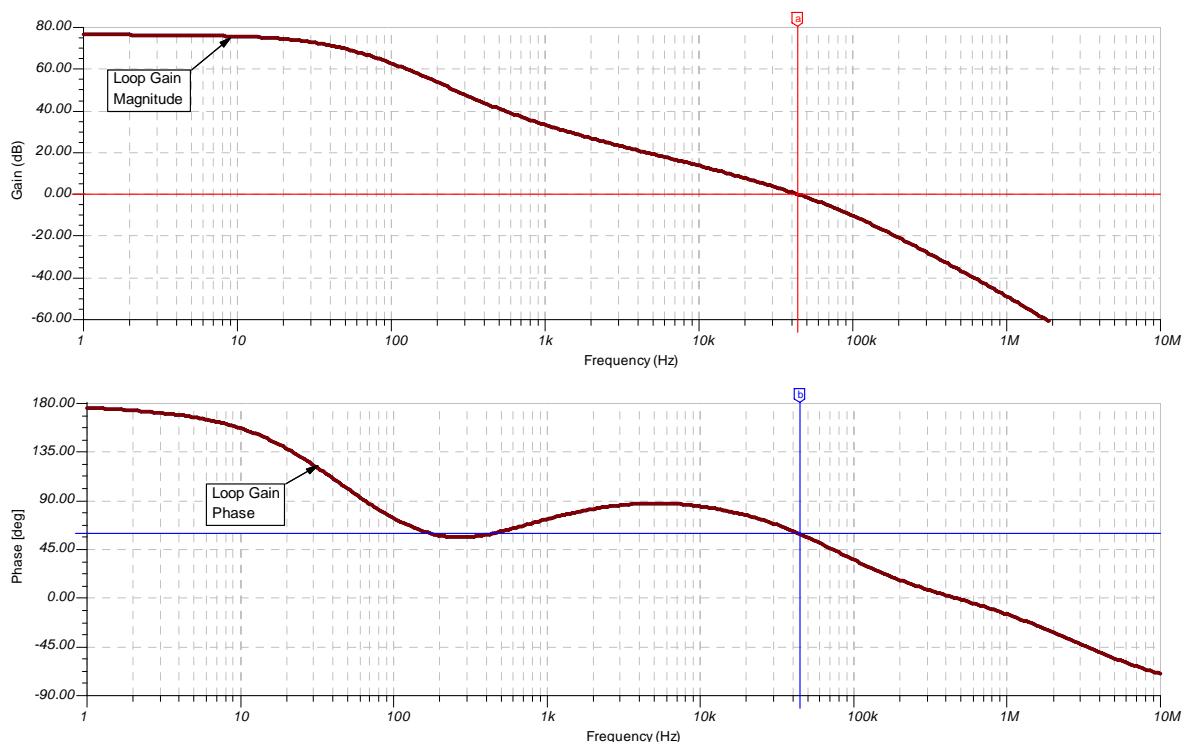 a
80.00
60.00
40.00
20.00
0.00
-20.00
-40.00
-60.00
Gain (dB)
Loop Gain
Magnitude
1
10
100
1k
10k
100k
1M
10M
Frequency (Hz)
b
180.00
135.00
90.00
45.00
0.00
-45.00
-90.00
Phase [deg]
Loop Gain
Phase
1
10
100
1k
10k
100k
1M
10M
Frequency (Hz)